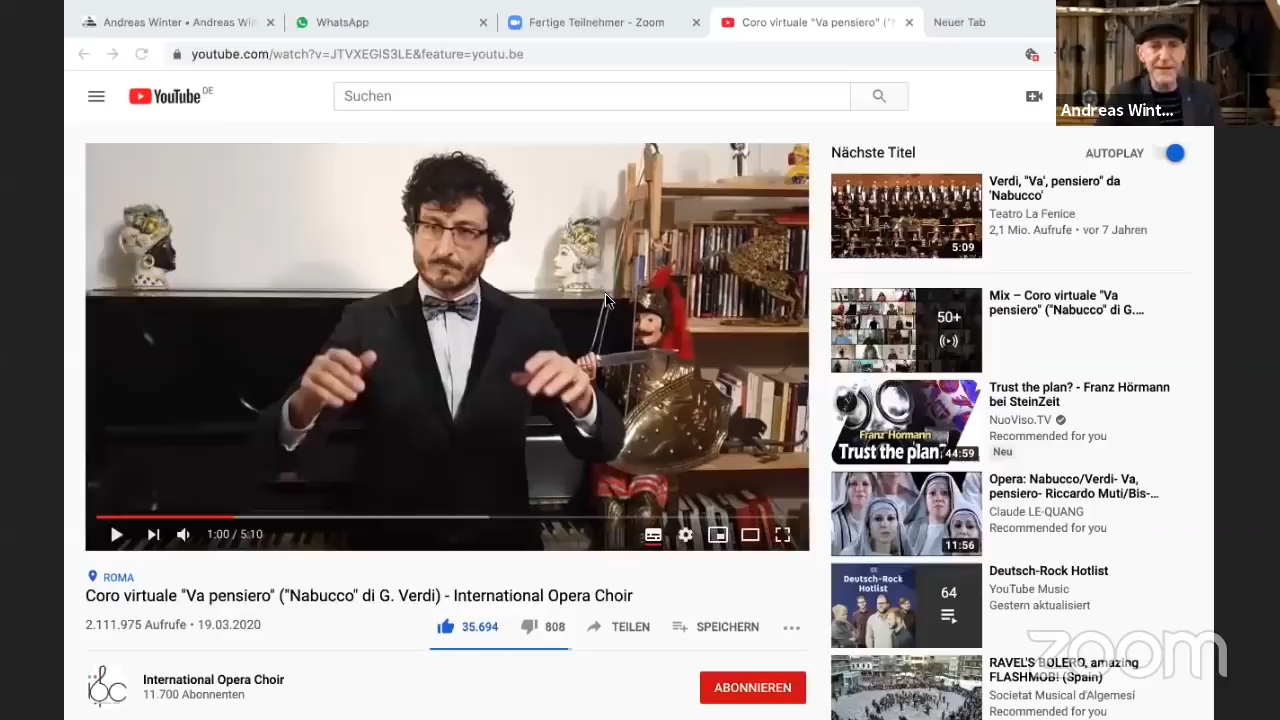 Andreas Winter • Andreas Wi
WhatsApp
Fertige Teilnehmer - Zoom
Coro virtuale "Va pensiero" ("
Neuer Tab
youtube.com/watch?v=JTVXEGiS3LE&feature=youtu.be
YouTube DE
Suchen
Andreas Wint...
Nächste Titel
AUTOPLAY
Verdi, "Va', pensiero" da
'Nabucco'
Teatro La Fenice
2,1 Mio. Aufrufe • vor 7 Jahren
5:09
Mix – Coro virtuale "Va
pensiero" ("Nabucco" di G....
50+
Trust the plan? - Franz Hörmann
bei SteinZeit
NuoViso.TV
Recommended for you
Neu
Franz Hörmann
Trust the plan?
44:59
Opera: Nabucco/Verdi- Va,
pensiero- Riccardo Muti/Bis-...
Claude LE-QUANG
Recommended for you
11:56
Deutsch-Rock Hotlist
YouTube Music
Gestern aktualisiert
Deutsch-Rock
Hotlist
64
RAVEL'S BOLERO, amazing
FLASHMOB! (Spain)
Societat Musical d'Algemesí
Recommended for you
1:00 / 5:10
ROMA
Coro virtuale "Va pensiero" ("Nabucco" di G. Verdi) - International Opera Choir
2.111.975 Aufrufe • 19.03.2020
35.694
808
TEILEN
SPEICHERN
International Opera Choir
11.700 Abonnenten
ABONNIEREN
zoom